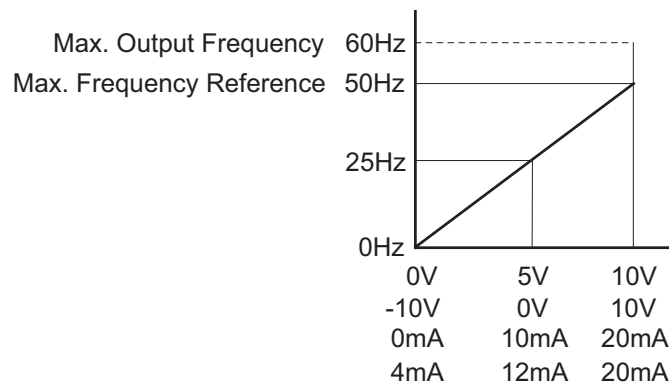 Max. Output Frequency 60Hz
Max. Frequency Reference 50Hz
25Hz
0Hz
0V 5V 10V
-10V 0V 10V
0mA 10mA 20mA
4mA 12mA 20mA